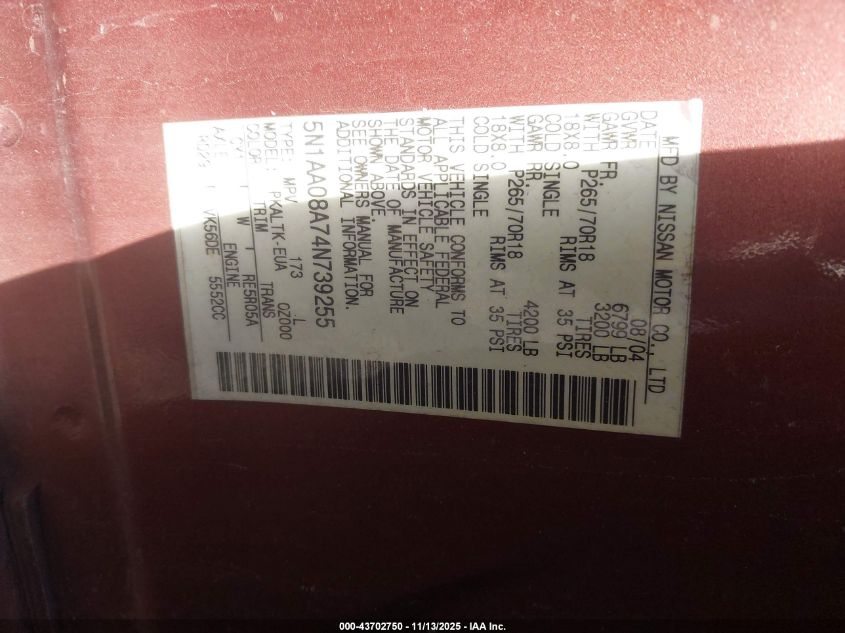 MFD BY NISSAN MOTOR CO., LTD
DATE 08/04
GVWR 6799 LB
GAWR FR. 3200 LB
WITH P265/70R18 TIRES
18X8.0 RIMS AT 35 PSI
COLD SINGLE
GAWR RR. 4200 LB
WITH P265/70R18 TIRES
18X8.0 RIMS AT 35 PSI
COLD SINGLE
THIS VEHICLE CONFORMS TO
ALL APPLICABLE FEDERAL
MOTOR VEHICLE SAFETY
STANDARDS IN EFFECT ON
THE DATE OF MANUFACTURE
SHOWN ABOVE.
SEE OWNERS MANUAL FOR
ADDITIONAL INFORMATION.
5N1AA08A74N739255
TYPE: MPV 173 L
MODEL: PKALTK-EUA 0Z000
COLOR TRIM TRANS
W RE5R05A
AXLE ENGINE
VK56DE 5552CC
000-43702750 - 11/13/2025 - IAA Inc.